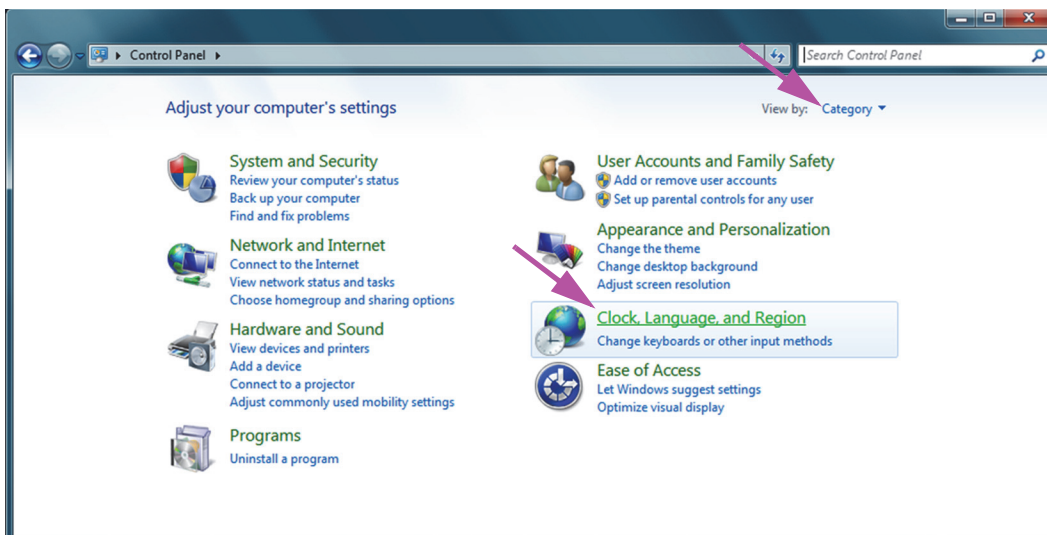 Control Panel
Search Control Panel
Adjust your computer's settings
View by: Category
System and Security
Review your computer's status
Back up your computer
Find and fix problems
Network and Internet
Connect to the Internet
View network status and tasks
Choose homegroup and sharing options
Hardware and Sound
View devices and printers
Add a device
Connect to a projector
Adjust commonly used mobility settings
Programs
Uninstall a program
User Accounts and Family Safety
Add or remove user accounts
Set up parental controls for any user
Appearance and Personalization
Change the theme
Change desktop background
Adjust screen resolution
Clock, Language, and Region
Change keyboards or other input methods
Ease of Access
Let Windows suggest settings
Optimize visual display